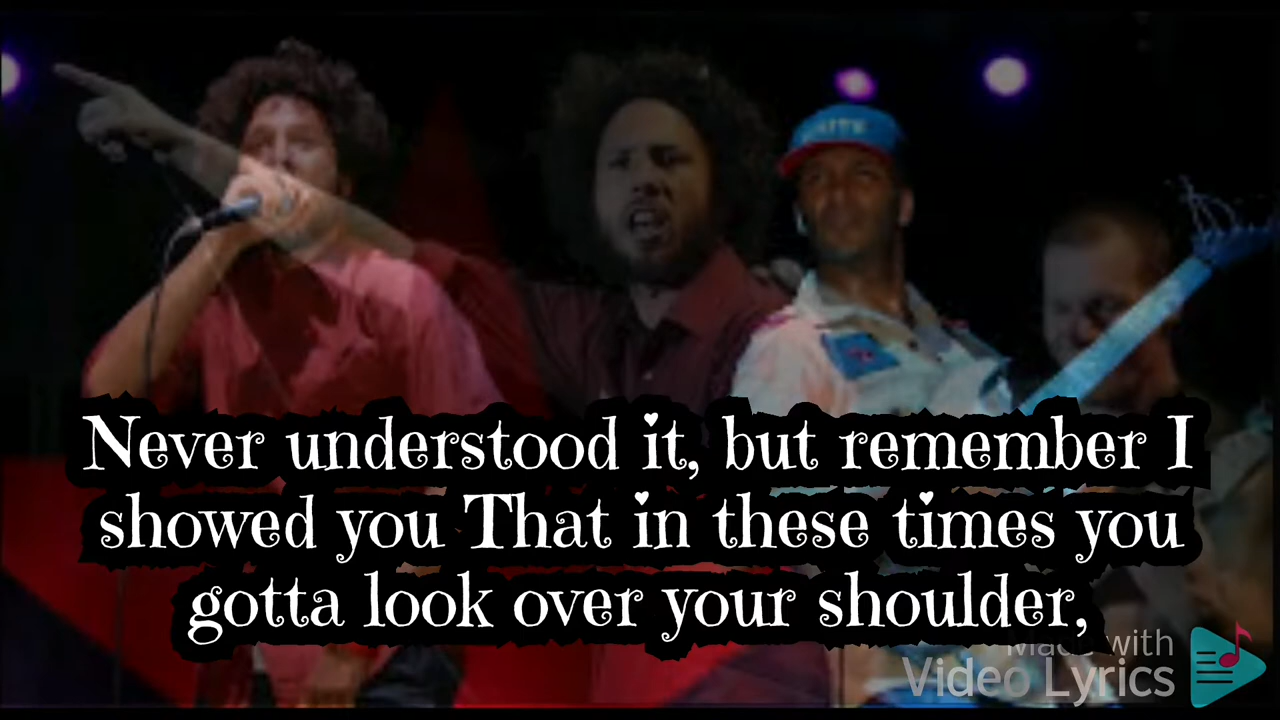 UNITE
Never understood it, but remember I
showed you That in these times you
gotta look over your shoulder,
Made with
Video Lyrics